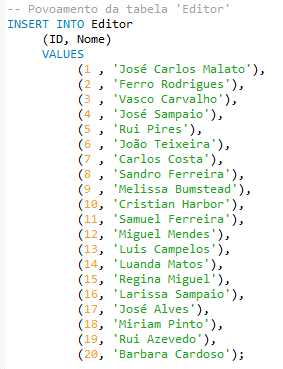 -- Povoamento da tabela 'Editor'
INSERT INTO Editor
(ID, Nome)
VALUES
(1 , 'José Carlos Malato'),
(2 , 'Ferro Rodrigues'),
(3 , 'Vasco Carvalho'),
(4 , 'José Sampaio'),
(5 , 'Rui Pires'),
(6 , 'João Teixeira'),
(7 , 'Carlos Costa'),
(8 , 'Sandro Ferreira'),
(9 , 'Melissa Bumstead'),
(10, 'Cristian Harbor'),
(11, 'Samuel Ferreira'),
(12, 'Miguel Mendes'),
(13, 'Luis Campelos'),
(14, 'Luanda Matos'),
(15, 'Regina Miguel'),
(16, 'Larissa Sampaio'),
(17, 'José Alves'),
(18, 'Miriam Pinto'),
(19, 'Rui Azevedo'),
(20, 'Barbara Cardoso');